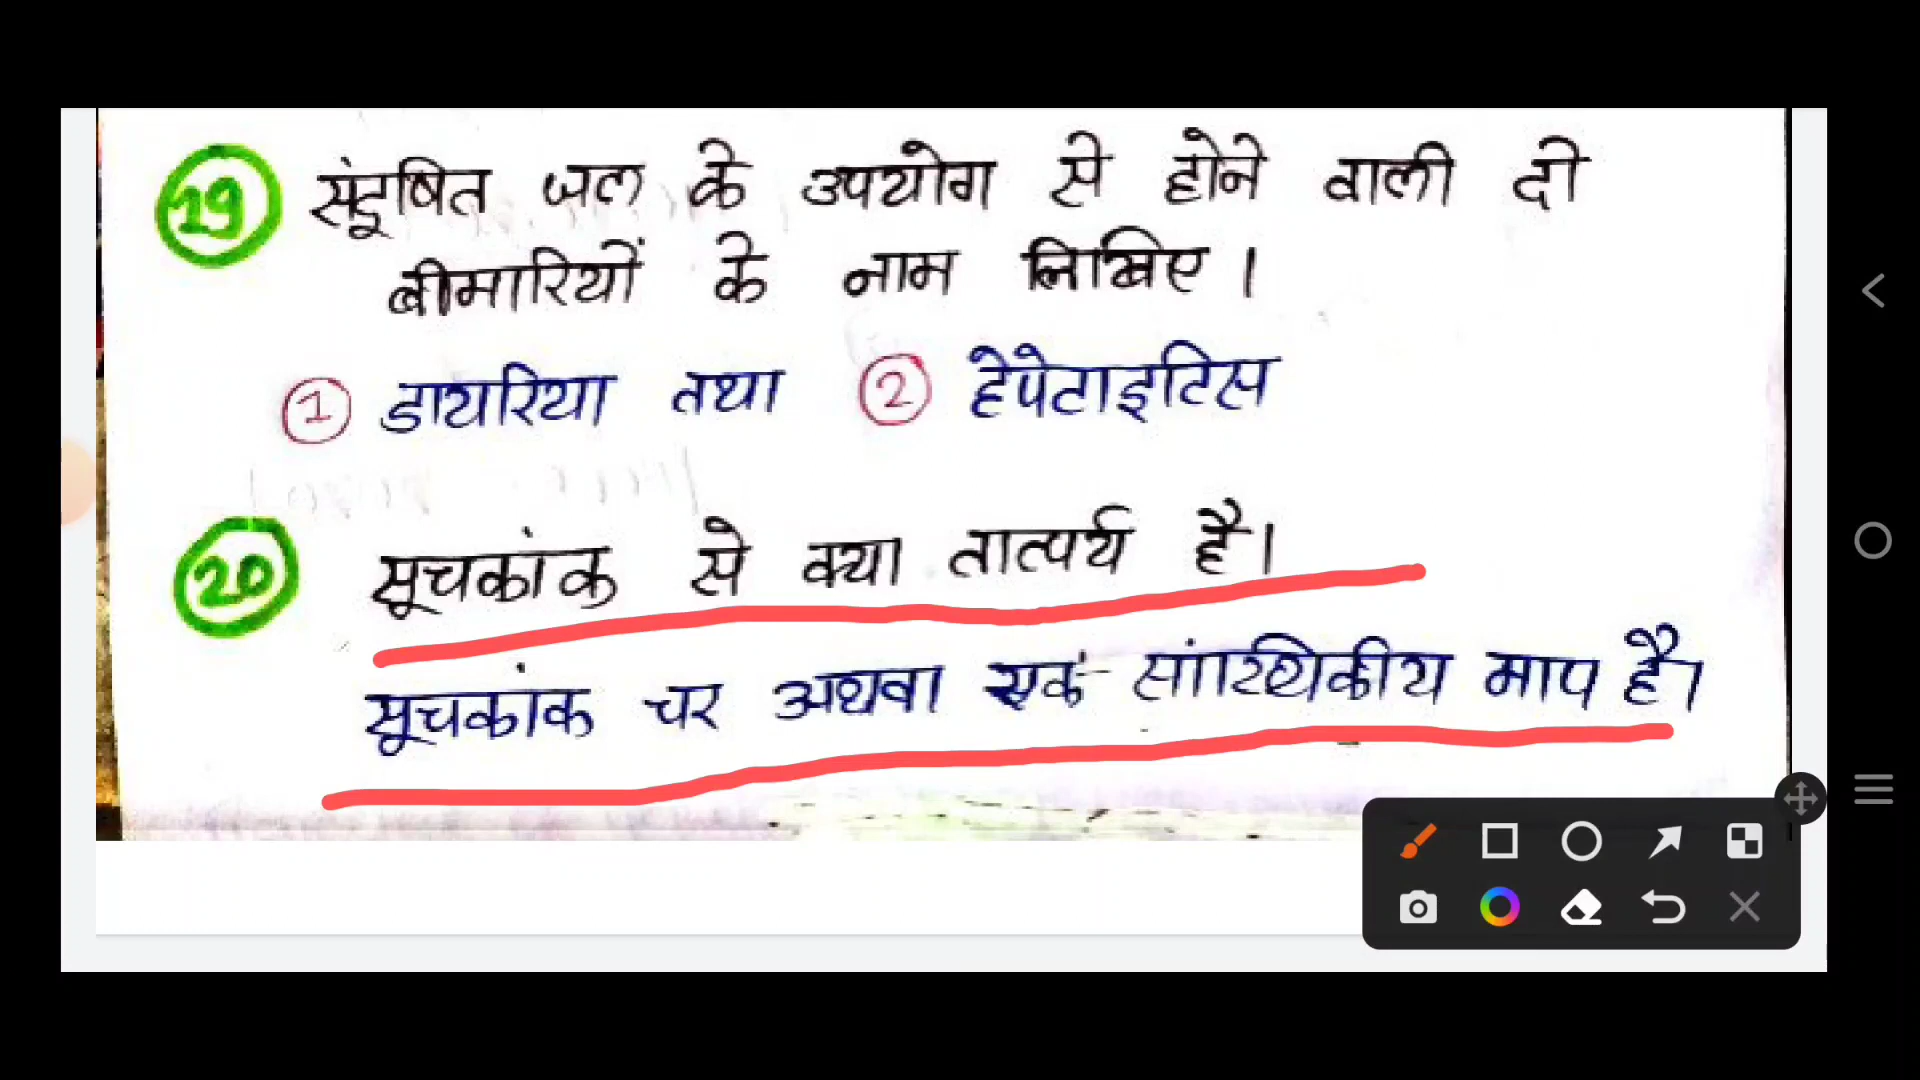 19 संदूषित जल के उपयोग से होने वाली दो
बीमारियों के नाम लिखिए।
1 डायरिया तथा 2 हेपेटाइटिस
20 सूचकांक से क्या तात्पर्य है।
सूचकांक चर अथवा एक सांख्यिकीय माप है।